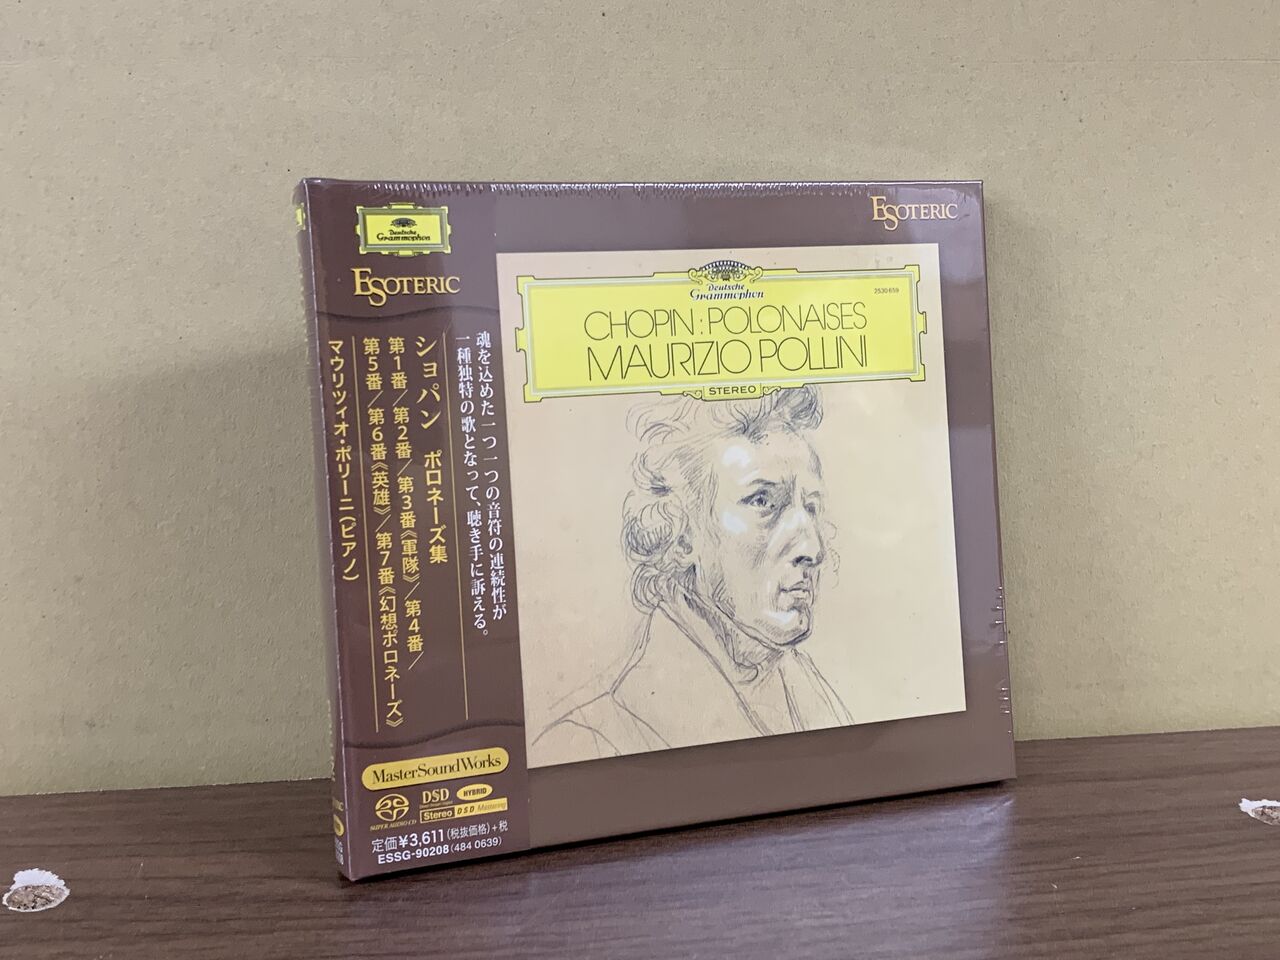 Deutsche
Grammophon
ESOTERIC
魂を込めた一つ一つの音符の連続性が
一種独特の歌となって、聴き手に訴える。
ショパン　ポロネーズ集
第1番／第2番／第3番《軍隊》／第4番／
第5番／第6番《英雄》／第7番《幻想ポロネーズ》
マウリツィオ・ポリーニ(ピアノ)
MasterSoundWorks
SUPER AUDIO CD
DSD
HYBRID
Stereo
DSD Mastering
定価¥3,611(税抜価格)+税
ESSG-90208(484 0639)
ESOTERIC
Deutsche
Grammophon
2530 659
CHOPIN: POLONAISES
MAURIZIO POLLINI
STEREO